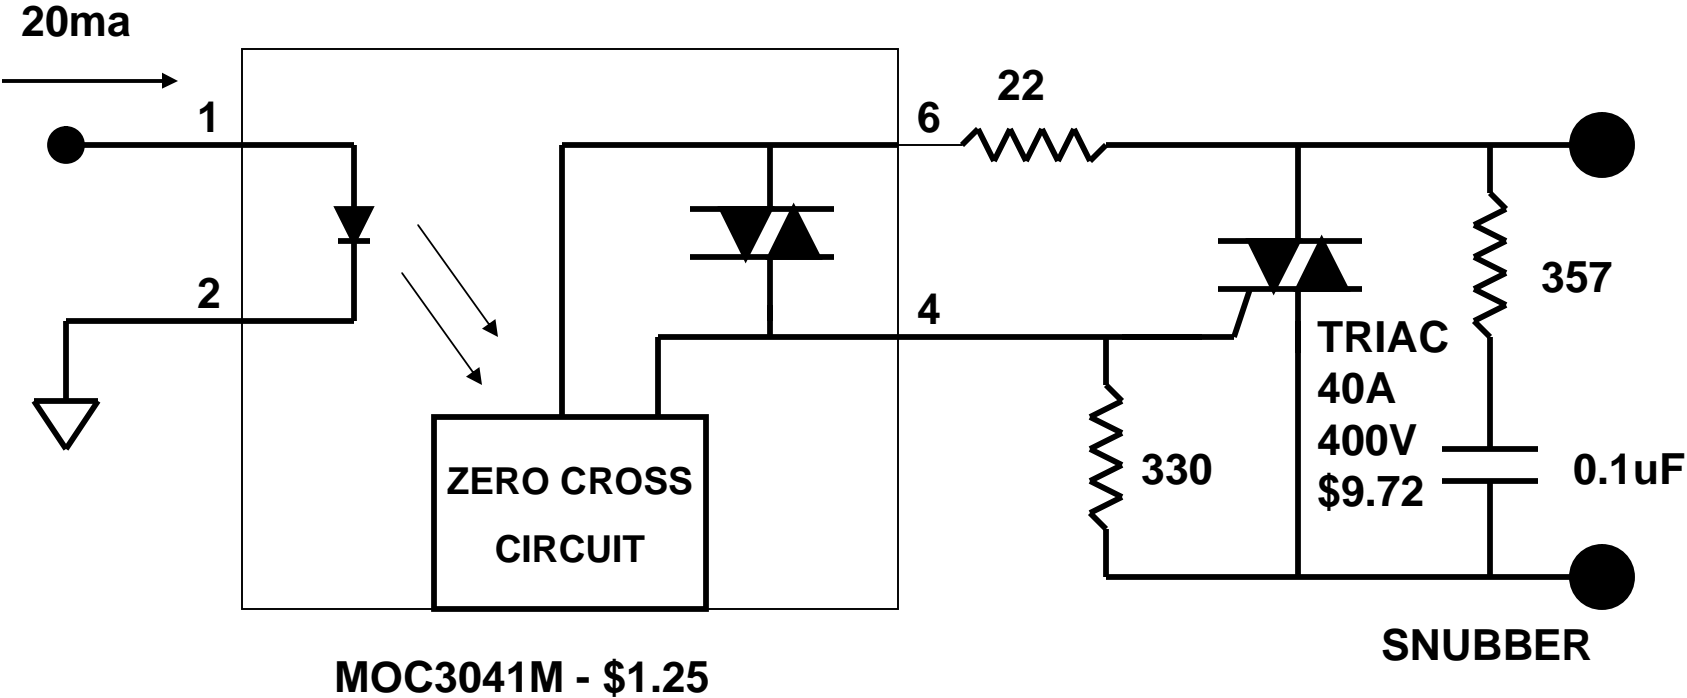 20ma
1
6
22
2
4
357
TRIAC
40A
400V
$9.72
330
0.1uF
ZERO CROSS
CIRCUIT
SNUBBER
MOC3041M - $1.25